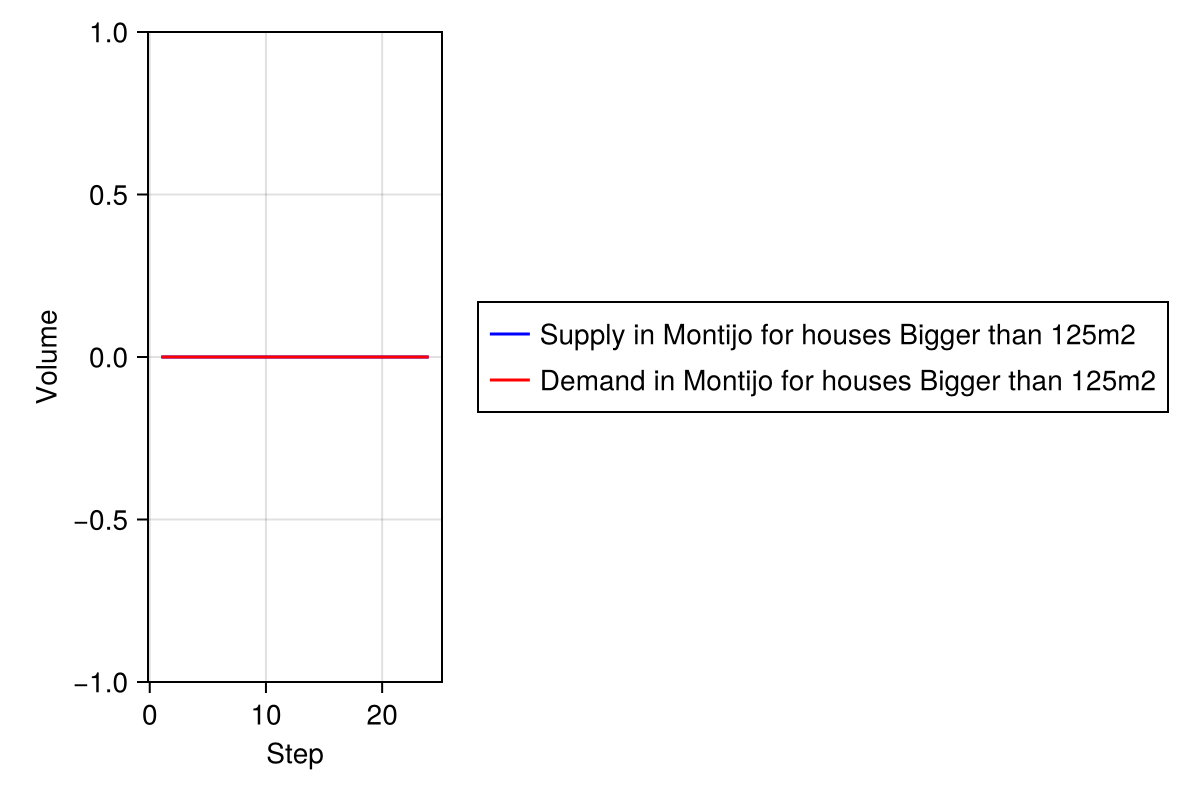 1.0
0.5
0.0
−0.5
−1.0
Volume
0 10 20
Step
Supply in Montijo for houses Bigger than 125m2
Demand in Montijo for houses Bigger than 125m2